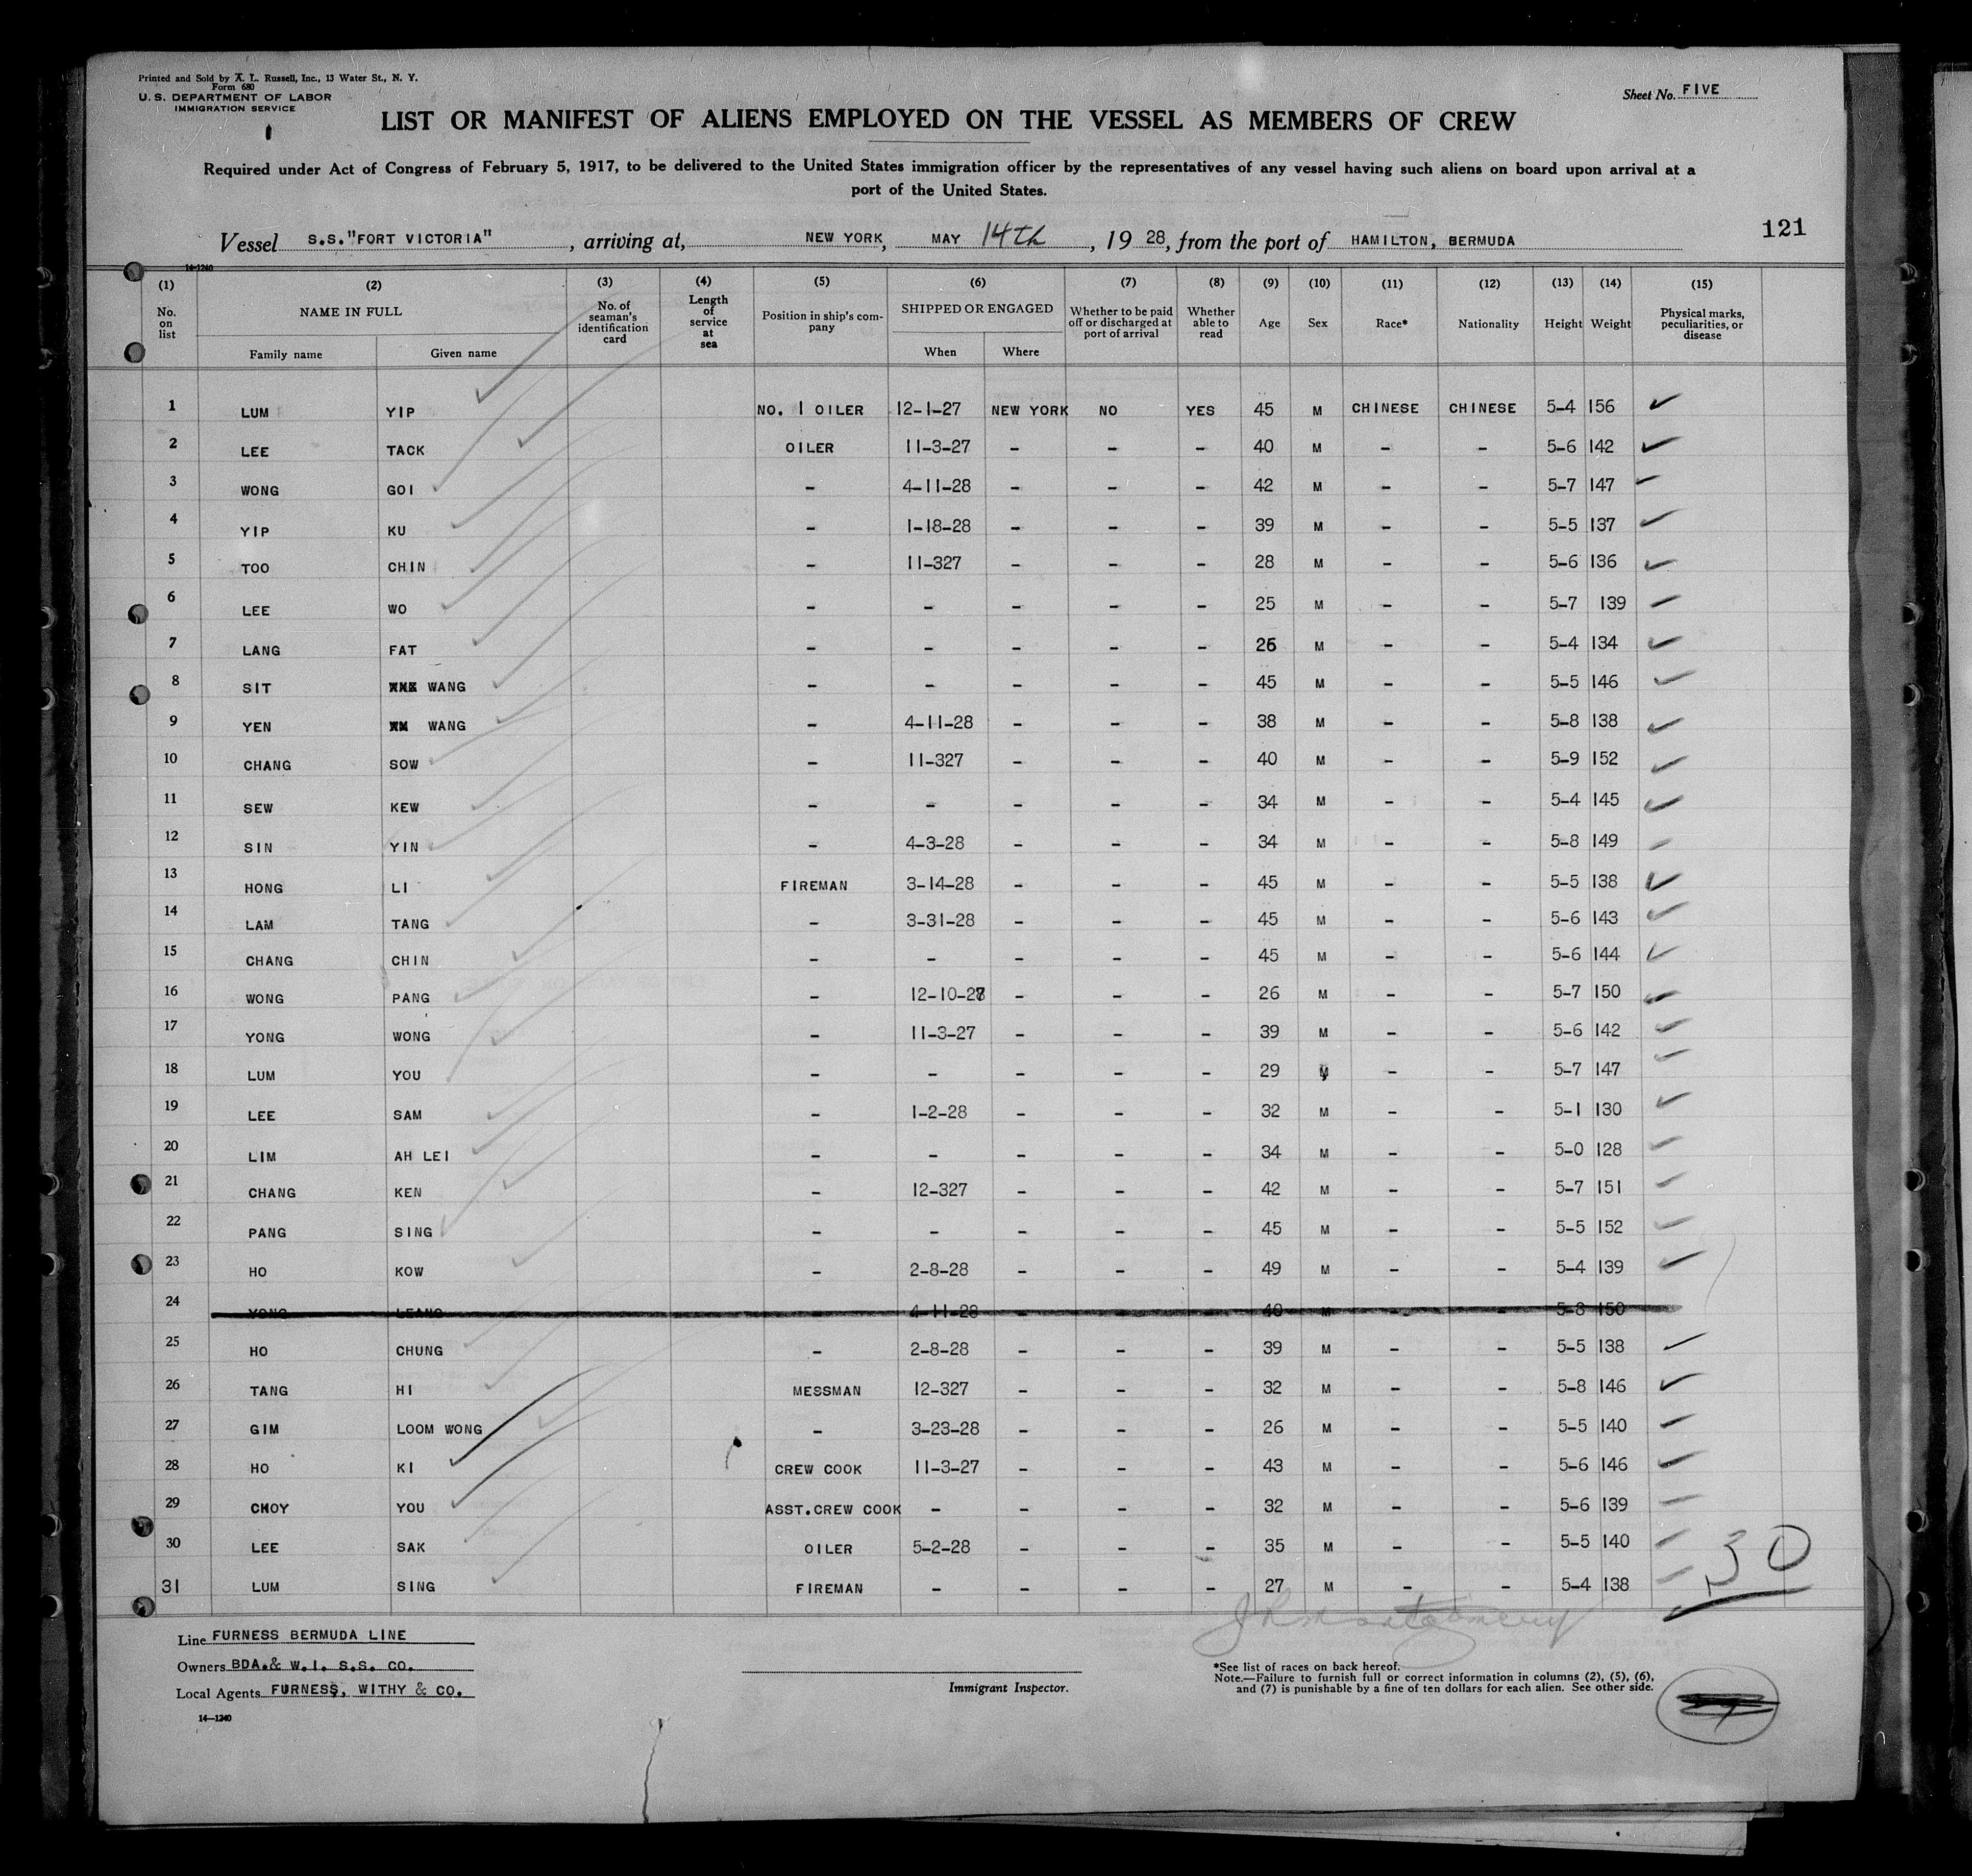 Printed and Sold by A. L. Russell, Inc., 13 Water St., N. Y.
Form 680
U. S. DEPARTMENT OF LABOR
IMMIGRATION SERVICE
Sheet No. FIVE
LIST OR MANIFEST OF ALIENS EMPLOYED ON THE VESSEL AS MEMBERS OF CREW
Required under Act of Congress of February 5, 1917, to be delivered to the United States immigration officer by the representatives of any vessel having such aliens on board upon arrival at a
port of the United States.
121
Vessel S.S."FORT VICTORIA", arriving at, NEW YORK, MAY 14th, 19 28, from the port of HAMILTON, BERMUDA
14-1240
(1) (2) (3) (4) (5) (6) (7) (8) (9) (10) (11) (12) (13) (14) (15)
No. on list NAME IN FULL Family name Given name No. of seaman's identification card Length of service at sea Position in ship's company SHIPPED OR ENGAGED When Where Whether to be paid off or discharged at port of arrival Whether able to read Age Sex Race* Nationality Height Weight Physical marks, peculiarities, or disease
1 LUM YIP NO. 1 OILER 12-1-27 NEW YORK NO YES 45 M CHINESE CHINESE 5-4 156
2 LEE TACK OILER 11-3-27 - - - 40 M - - 5-6 142
3 WONG GOI - 4-11-28 - - - 42 M - - 5-7 147
4 YIP KU - 1-18-28 - - - 39 M - - 5-5 137
5 TOO CHIN - 11-327 - - - 28 M - - 5-6 136
6 LEE WO - - - - - 25 M - - 5-7 139
7 LANG FAT - - - - - 26 M - - 5-4 134
8 SIT WANG - - - - - 45 M - - 5-5 146
9 YEN WANG - 4-11-28 - - - 38 M - - 5-8 138
10 CHANG SOW - 11-327 - - - 40 M - - 5-9 152
11 SEW KEW - - - - - 34 M - - 5-4 145
12 SIN YIN - 4-3-28 - - - 34 M - - 5-8 149
13 HONG LI FIREMAN 3-14-28 - - - 45 M - - 5-5 138
14 LAM TANG - 3-31-28 - - - 45 M - - 5-6 143
15 CHANG CHIN - - - - - 45 M - - 5-6 144
16 WONG PANG - 12-10-27 - - - 26 M - - 5-7 150
17 YONG WONG - 11-3-27 - - - 39 M - - 5-6 142
18 LUM YOU - - - - - 29 M - - 5-7 147
19 LEE SAM - 1-2-28 - - - 32 M - - 5-1 130
20 LIM AH LEI - - - - - 34 M - - 5-0 128
21 CHANG KEN - 12-327 - - - 42 M - - 5-7 151
22 PANG SING - - - - - 45 M - - 5-5 152
23 HO KOW - 2-8-28 - - - 49 M - - 5-4 139
24 YONG LEANG - 4-11-28 - - - 40 M - - 5-8 150
25 HO CHUNG - 2-8-28 - - - 39 M - - 5-5 138
26 TANG HI MESSMAN 12-327 - - - 32 M - - 5-8 146
27 GIM LOOM WONG - 3-23-28 - - - 26 M - - 5-5 140
28 HO KI CREW COOK 11-3-27 - - - 43 M - - 5-6 146
29 CHOY YOU ASST.CREW COOK - - - - 32 M - - 5-6 139
30 LEE SAK OILER 5-2-28 - - - 35 M - - 5-5 140
31 LUM SING FIREMAN - - - - 27 M - - 5-4 138
30
J R Montgomery
Line FURNESS BERMUDA LINE
Owners BDA.& W.I. S.S. CO.
Local Agents FURNESS, WITHY & CO.
14-1240
Immigrant Inspector.
*See list of races on back hereof.
Note.—Failure to furnish full or correct information in columns (2), (5), (6),
and (7) is punishable by a fine of ten dollars for each alien. See other side.